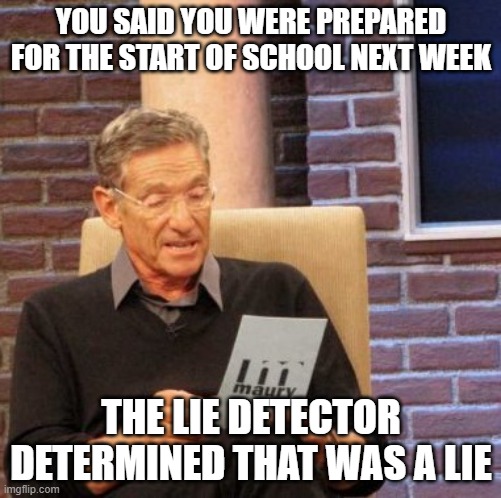 YOU SAID YOU WERE PREPARED
FOR THE START OF SCHOOL NEXT WEEK
maury
THE LIE DETECTOR
DETERMINED THAT WAS A LIE
imgflip.com